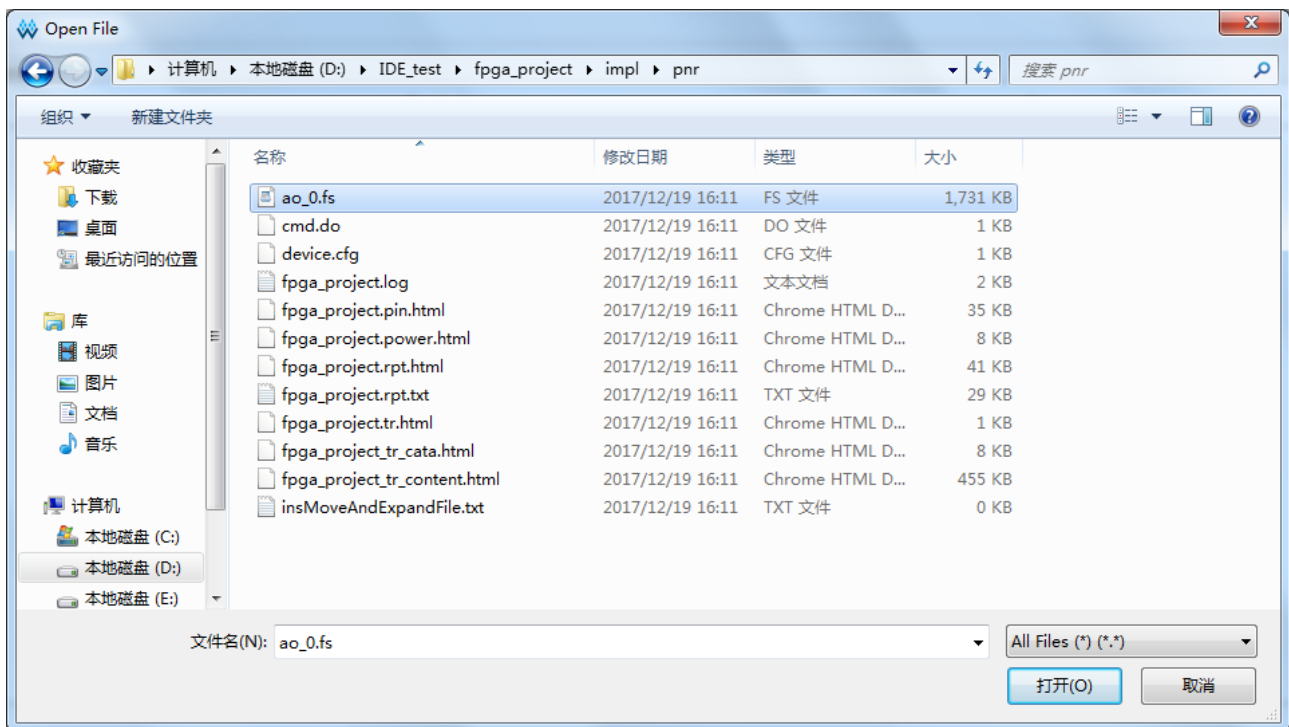 Open File
计算机 本地磁盘 (D:) IDE_test fpga_project impl pnr 搜索 pnr
组织 新建文件夹
收藏夹
下载
桌面
最近访问的位置
库
视频
图片
文档
音乐
计算机
本地磁盘 (C:)
本地磁盘 (D:)
本地磁盘 (E:)
名称 修改日期 类型 大小
ao_0.fs 2017/12/19 16:11 FS 文件 1,731 KB
cmd.do 2017/12/19 16:11 DO 文件 1 KB
device.cfg 2017/12/19 16:11 CFG 文件 1 KB
fpga_project.log 2017/12/19 16:11 文本文档 2 KB
fpga_project.pin.html 2017/12/19 16:11 Chrome HTML D... 35 KB
fpga_project.power.html 2017/12/19 16:11 Chrome HTML D... 8 KB
fpga_project.rpt.html 2017/12/19 16:11 Chrome HTML D... 41 KB
fpga_project.rpt.txt 2017/12/19 16:11 TXT 文件 29 KB
fpga_project.tr.html 2017/12/19 16:11 Chrome HTML D... 1 KB
fpga_project_tr_cata.html 2017/12/19 16:11 Chrome HTML D... 8 KB
fpga_project_tr_content.html 2017/12/19 16:11 Chrome HTML D... 455 KB
insMoveAndExpandFile.txt 2017/12/19 16:11 TXT 文件 0 KB
文件名(N): ao_0.fs All Files (*) (*.*)
打开(O) 取消